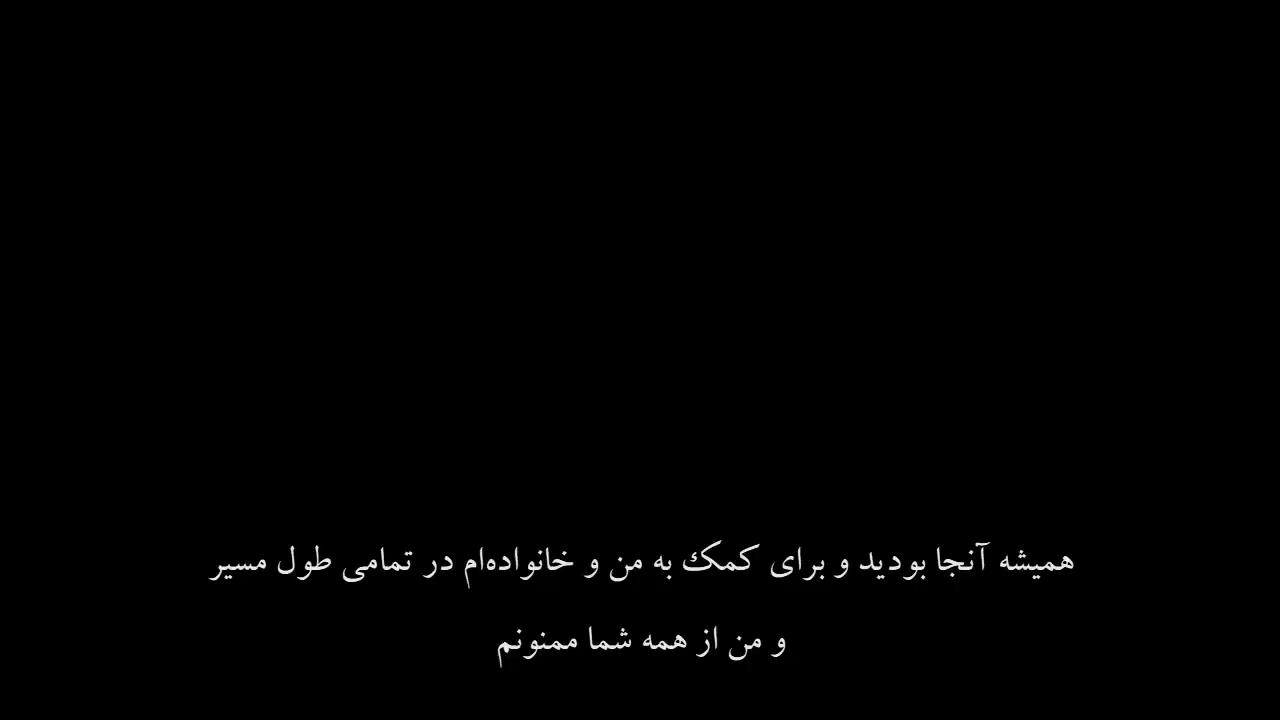 همیشه آنجا بودید و برای کمک به من و خانواده‌ام در تمامی طول مسیر
و من از همه شما ممنونم